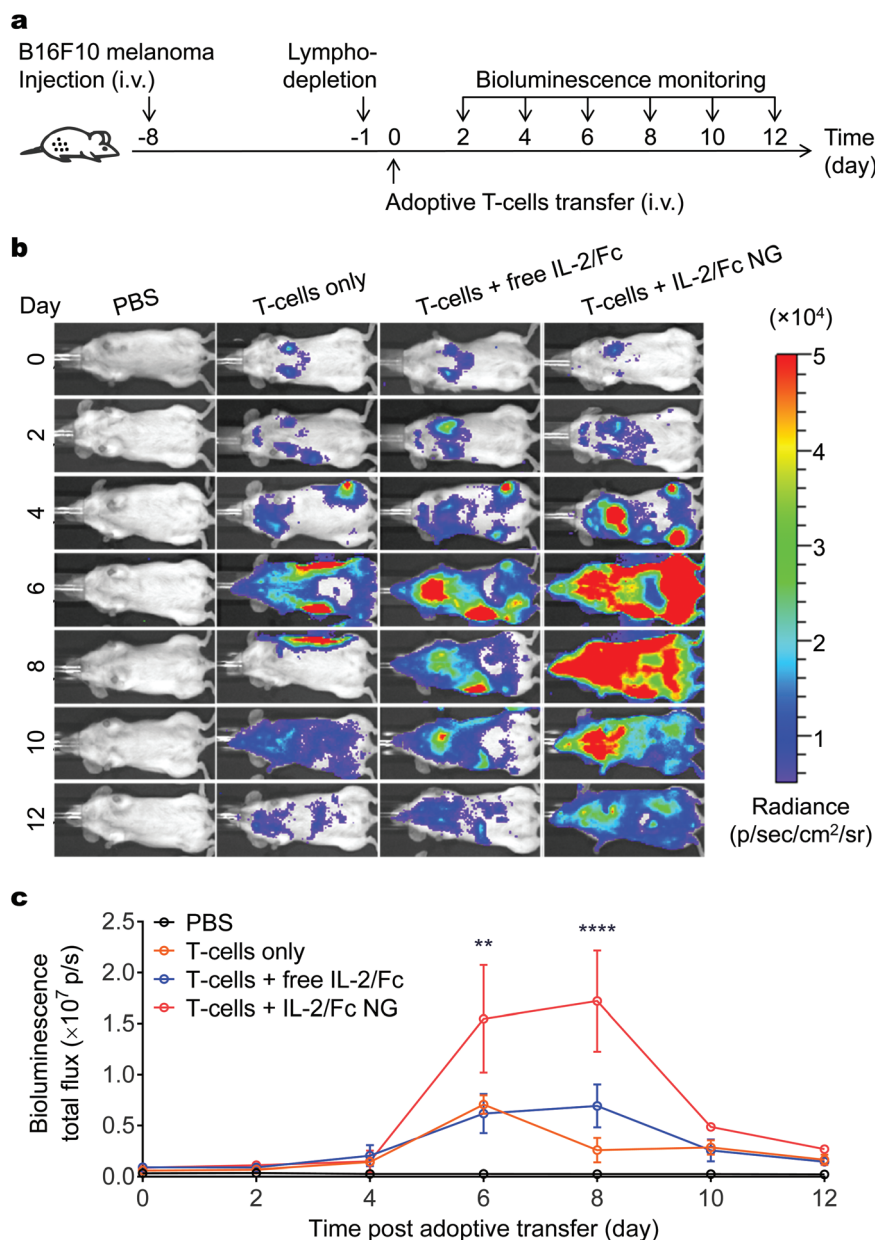 a
B16F10 melanoma
Injection (i.v.)
Lympho-
depletion
Bioluminescence monitoring
-8 -1 0 2 4 6 8 10 12 Time
(day)
Adoptive T-cells transfer (i.v.)
b
Day PBS T-cells only T-cells + free IL-2/Fc T-cells + IL-2/Fc NG
(×10⁴)
0
2
4
6
8
10
12
5
4
3
2
1
Radiance
(p/sec/cm²/sr)
c
PBS
T-cells only
T-cells + free IL-2/Fc
T-cells + IL-2/Fc NG
** ****
Bioluminescence
total flux (×10⁷ p/s)
2.5
2.0
1.5
1.0
0.5
0.0
0 2 4 6 8 10 12
Time post adoptive transfer (day)